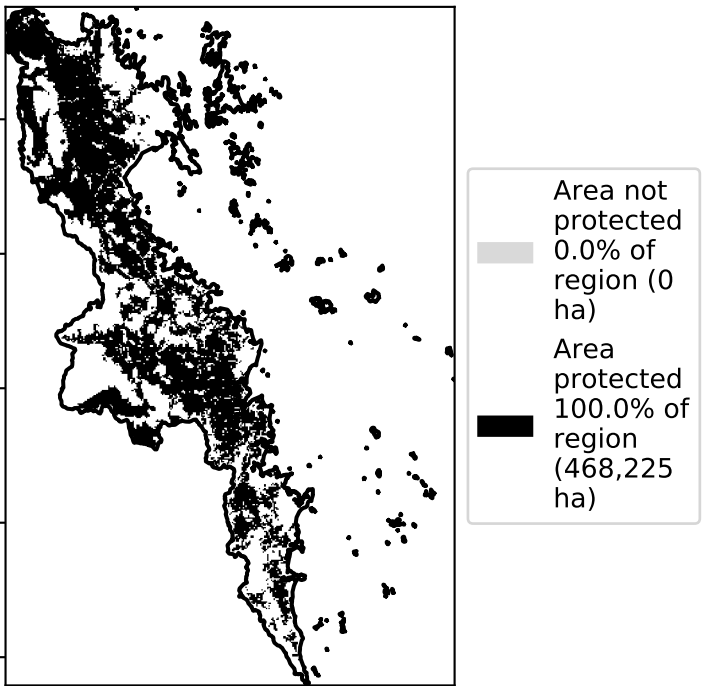 Area not
protected
0.0% of
region (0
ha)
Area
protected
100.0% of
region
(468,225
ha)